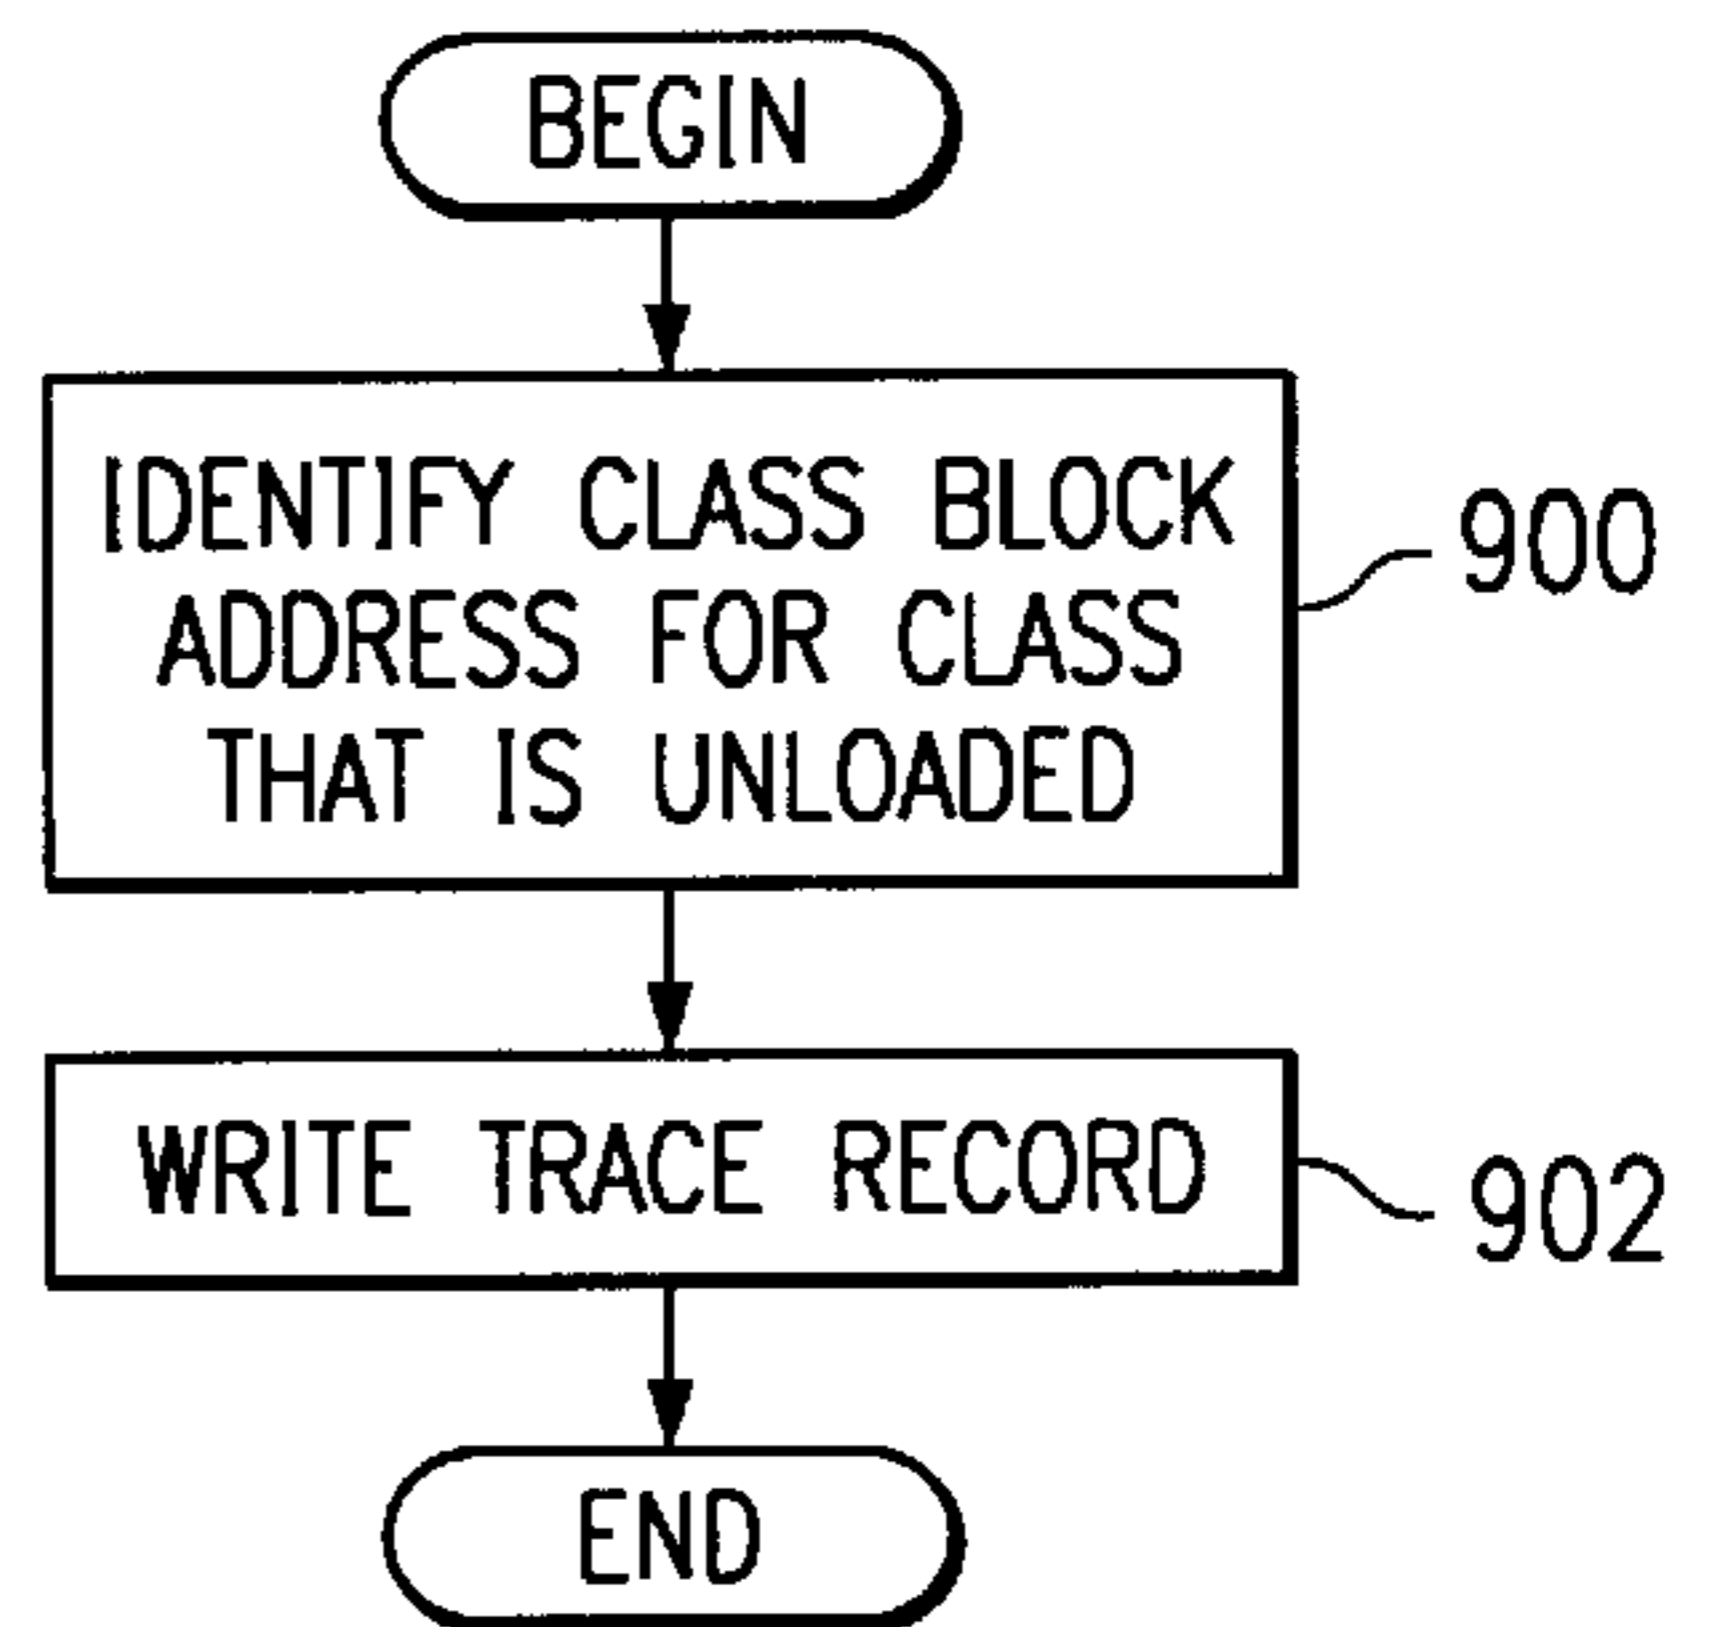 BEGIN
IDENTIFY CLASS BLOCK
ADDRESS FOR CLASS
THAT IS UNLOADED
900
WRITE TRACE RECORD
902
END